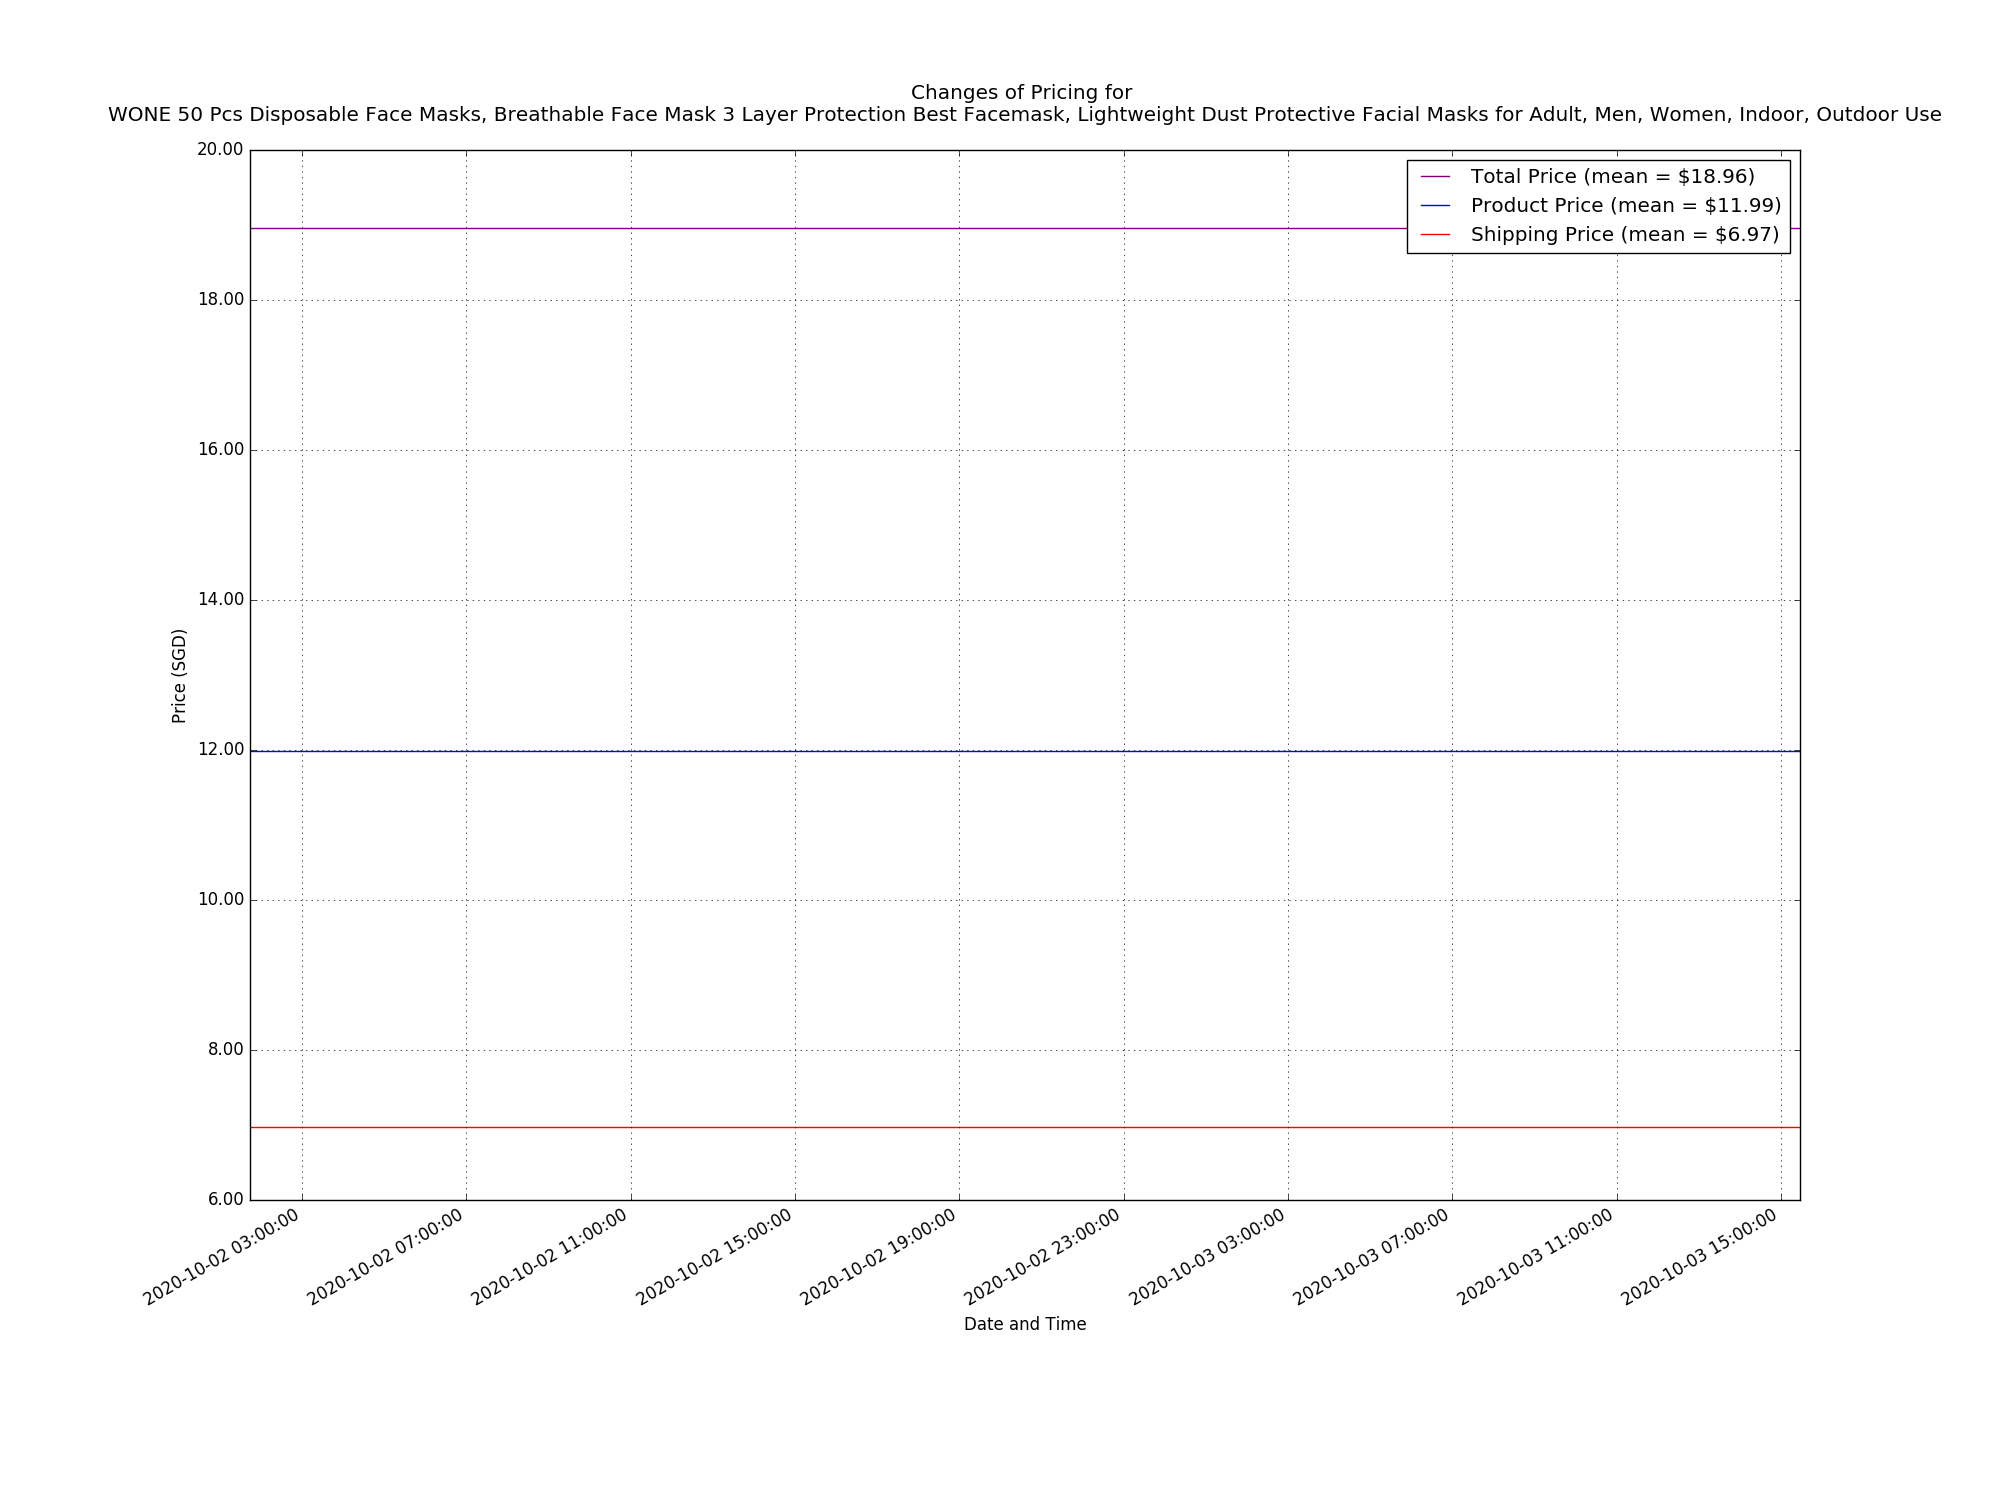 Changes of Pricing for
WONE 50 Pcs Disposable Face Masks, Breathable Face Mask 3 Layer Protection Best Facemask, Lightweight Dust Protective Facial Masks for Adult, Men, Women, Indoor, Outdoor Use
Total Price (mean = $18.96)
Product Price (mean = $11.99)
Shipping Price (mean = $6.97)
Price (SGD)
20.00
18.00
16.00
14.00
12.00
10.00
8.00
6.00
2020-10-02 03:00:00
2020-10-02 07:00:00
2020-10-02 11:00:00
2020-10-02 15:00:00
2020-10-02 19:00:00
2020-10-02 23:00:00
2020-10-03 03:00:00
2020-10-03 07:00:00
2020-10-03 11:00:00
2020-10-03 15:00:00
Date and Time